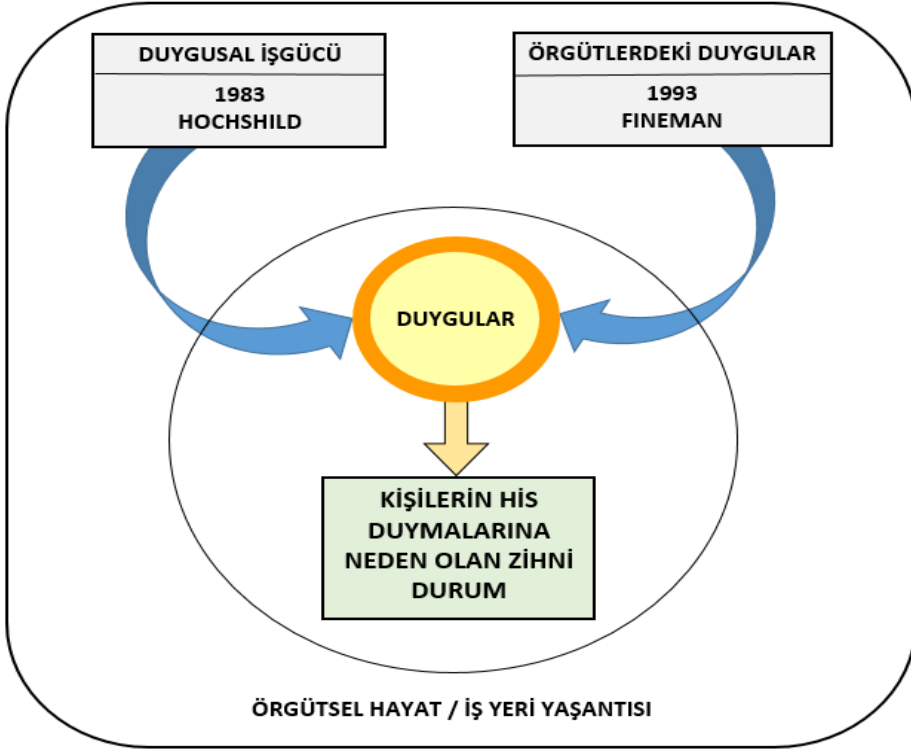 DUYGUSAL İŞGÜCÜ
1983
HOCHSHILD
ÖRGÜTLERDEKİ DUYGULAR
1993
FINEMAN
DUYGULAR
KİŞİLERİN HİS
DUYMALARINA
NEDEN OLAN ZİHNİ
DURUM
ÖRGÜTSEL HAYAT / İŞ YERİ YAŞANTISI